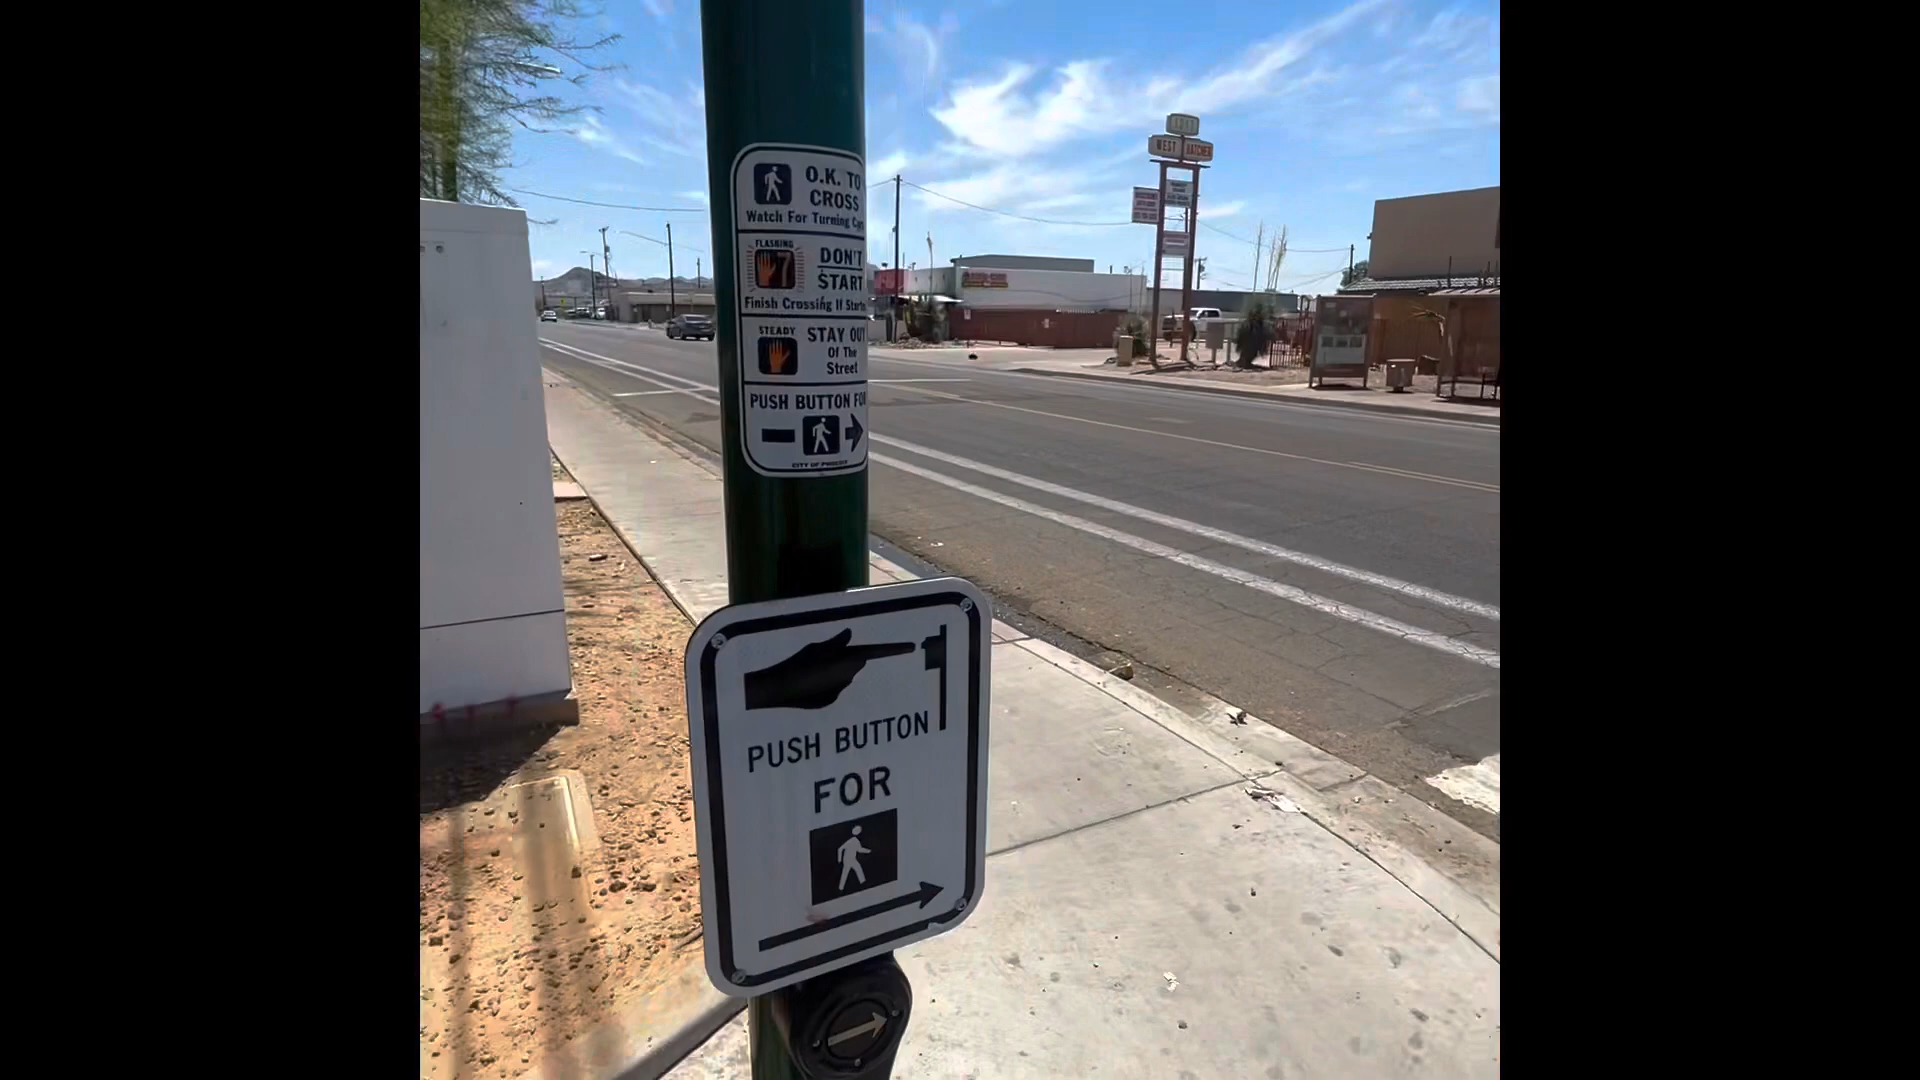 O.K. TO
CROSS
Watch For Turning Cars
FLASHING
7
DON'T
START
Finish Crossing If Started
STEADY
STAY OUT
Of The
Street
PUSH BUTTON FOR
CITY OF PHOENIX
PUSH BUTTON
FOR
WEST HATCHER